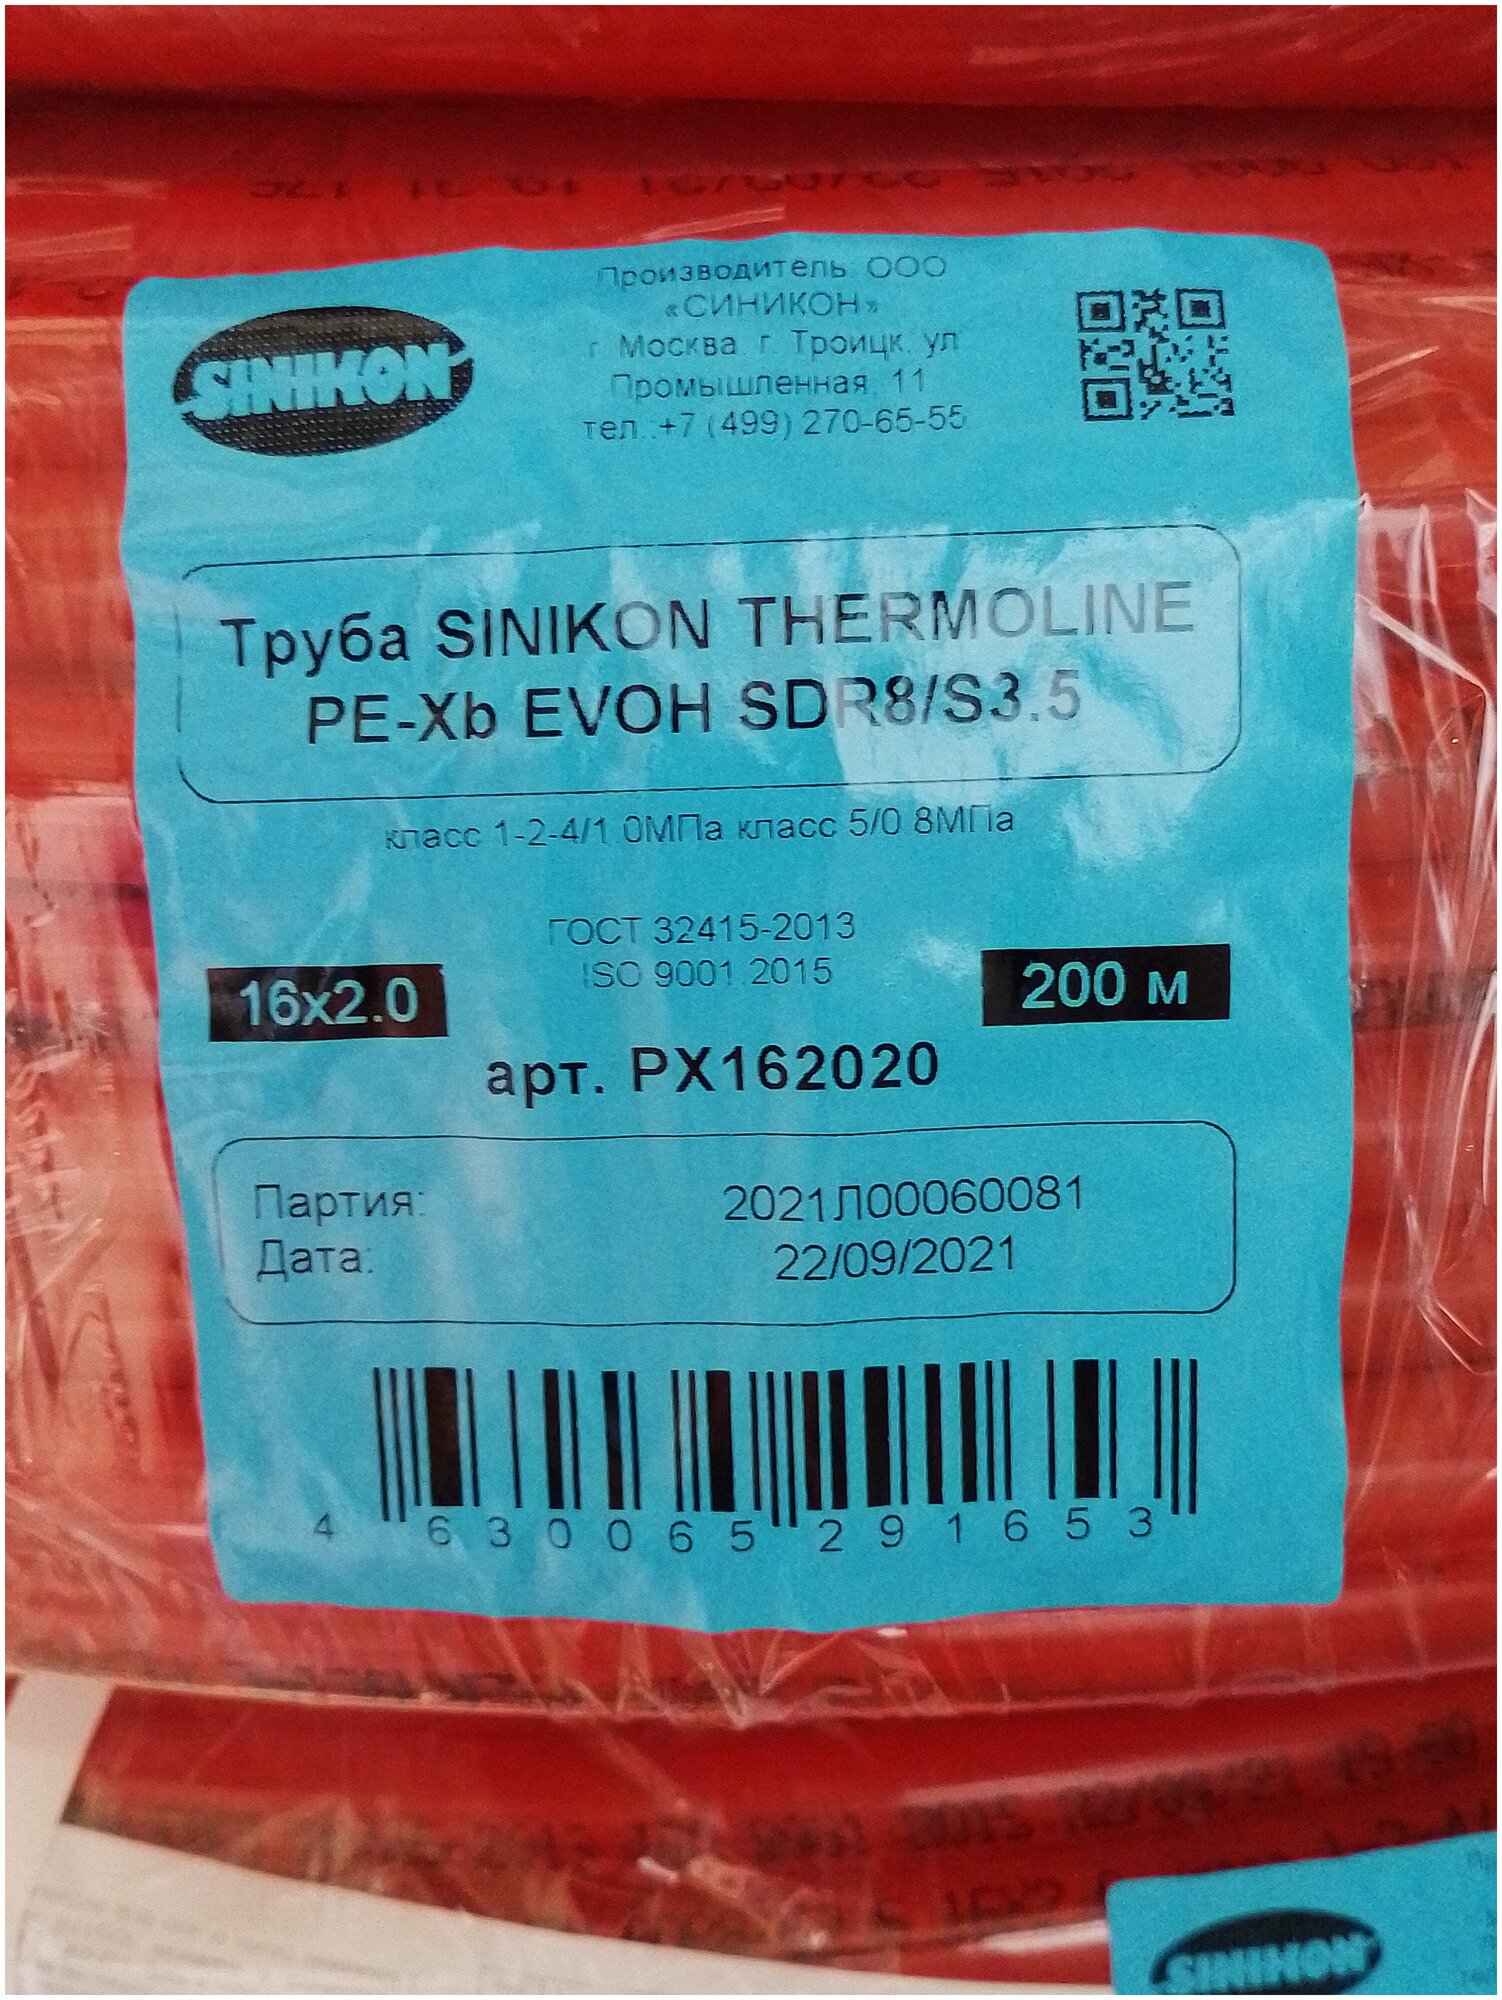 SINIKON
Производитель: ООО
«СИНИКОН»
г. Москва, г. Троицк, ул.
Промышленная, 11
тел.:+7 (499) 270-65-55
Труба SINIKON THERMOLINE
PE-Xb EVOH SDR8/S3.5
класс 1-2-4/1.0МПа класс 5/0.8МПа
ГОСТ 32415-2013
ISO 9001 2015
16x2.0
200 м
арт. PX162020
Партия: 2021Л00060081
Дата: 22/09/2021
4 630065 291653
SINIKON